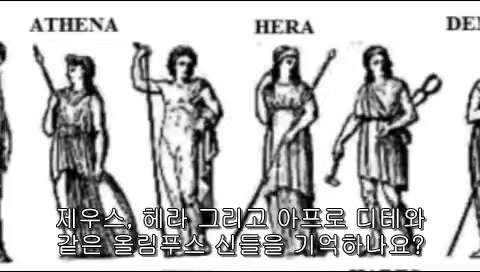 ATHENA
HERA
DEM
제우스, 헤라 그리고 아프로 디테와
같은 올림푸스 신들을 기억하나요?